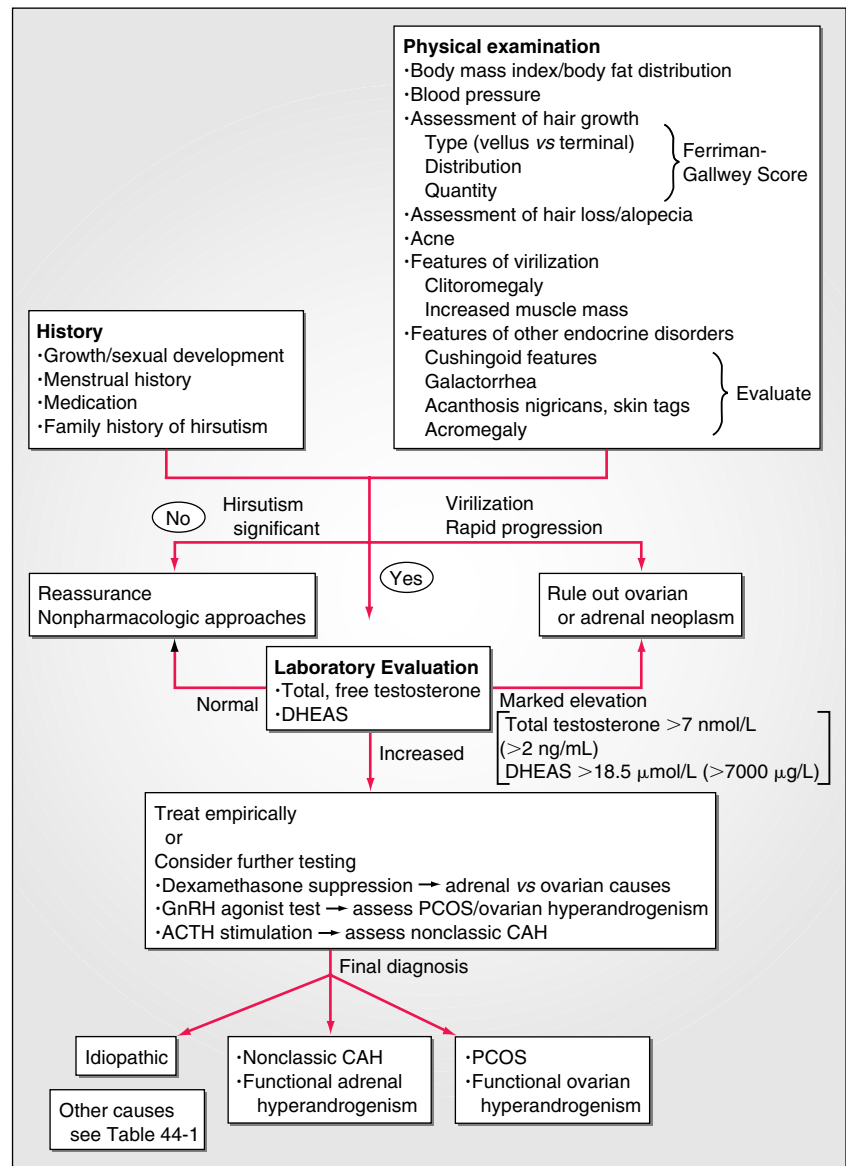 Physical examination
·Body mass index/body fat distribution
·Blood pressure
·Assessment of hair growth
Type (vellus vs terminal)
Distribution
Quantity
Ferriman-
Gallwey Score
·Assessment of hair loss/alopecia
·Acne
·Features of virilization
Clitoromegaly
Increased muscle mass
·Features of other endocrine disorders
Cushingoid features
Galactorrhea
Acanthosis nigricans, skin tags
Acromegaly
Evaluate
History
·Growth/sexual development
·Menstrual history
·Medication
·Family history of hirsutism
No
Hirsutism
significant
Virilization
Rapid progression
Yes
Reassurance
Nonpharmacologic approaches
Rule out ovarian
or adrenal neoplasm
Laboratory Evaluation
·Total, free testosterone
·DHEAS
Normal
Marked elevation
[Total testosterone >7 nmol/L
(>2 ng/mL)
DHEAS >18.5 μmol/L (>7000 μg/L)]
Increased
Treat empirically
or
Consider further testing
·Dexamethasone suppression → adrenal vs ovarian causes
·GnRH agonist test → assess PCOS/ovarian hyperandrogenism
·ACTH stimulation → assess nonclassic CAH
Final diagnosis
Idiopathic
·Nonclassic CAH
·Functional adrenal
hyperandrogenism
·PCOS
·Functional ovarian
hyperandrogenism
Other causes
see Table 44-1